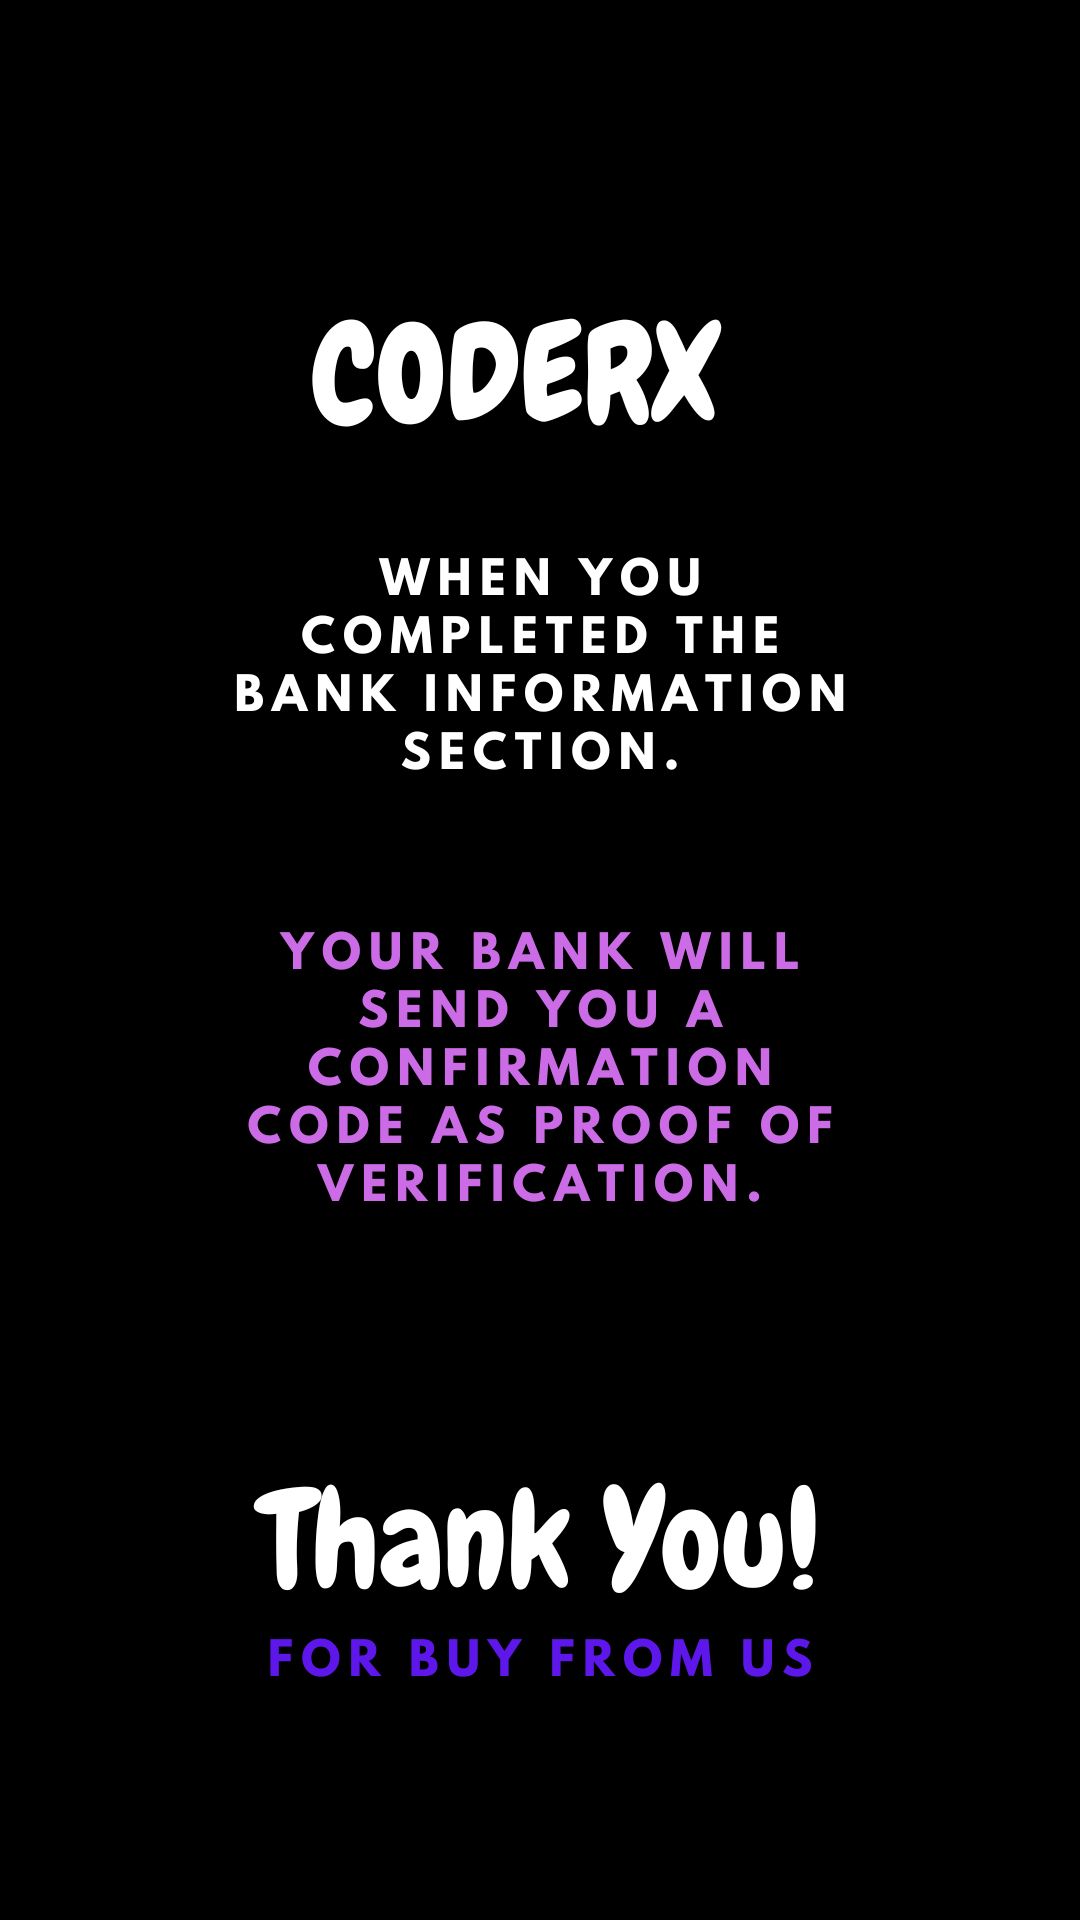 CODERX
WHEN YOU
COMPLETED THE
BANK INFORMATION
SECTION.
YOUR BANK WILL
SEND YOU A
CONFIRMATION
CODE AS PROOF OF
VERIFICATION.
Thank You!
FOR BUY FROM US